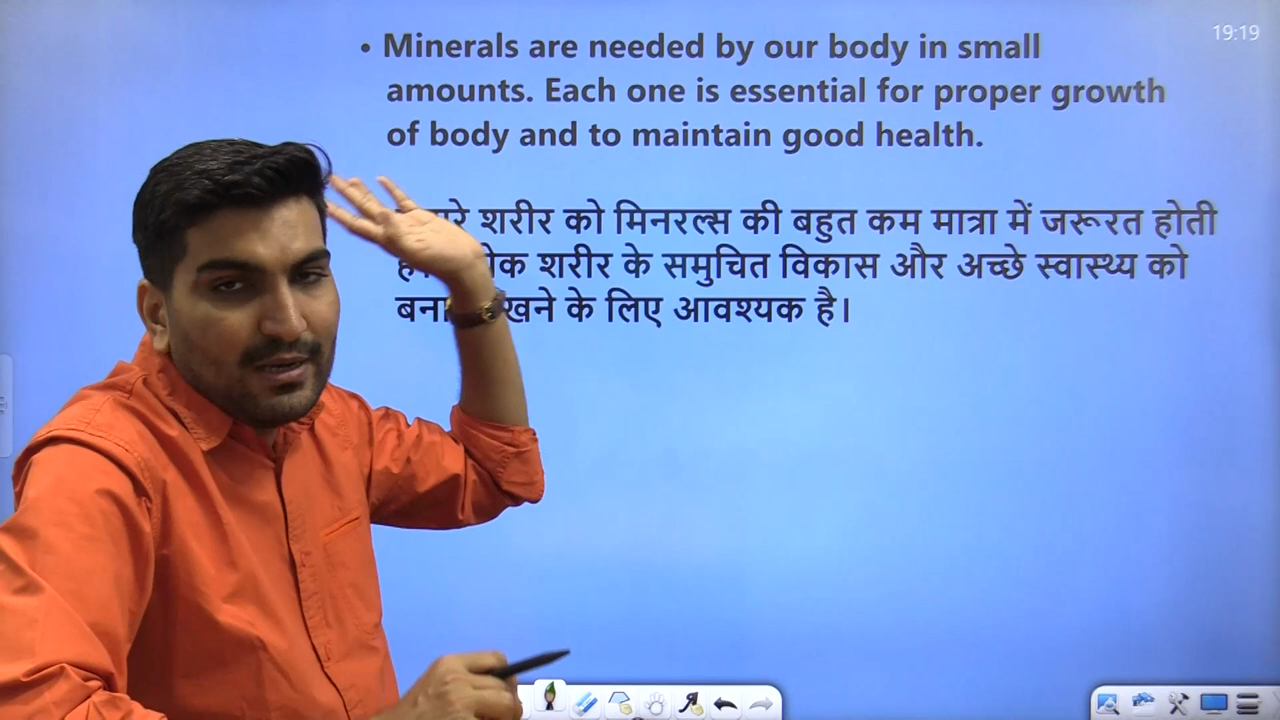 19:19
• Minerals are needed by our body in small
amounts. Each one is essential for proper growth
of body and to maintain good health.
शरीर को मिनरल्स की बहुत कम मात्रा में जरूरत होती
शरीर के समुचित विकास और अच्छे स्वास्थ्य को
के लिए आवश्यक है।